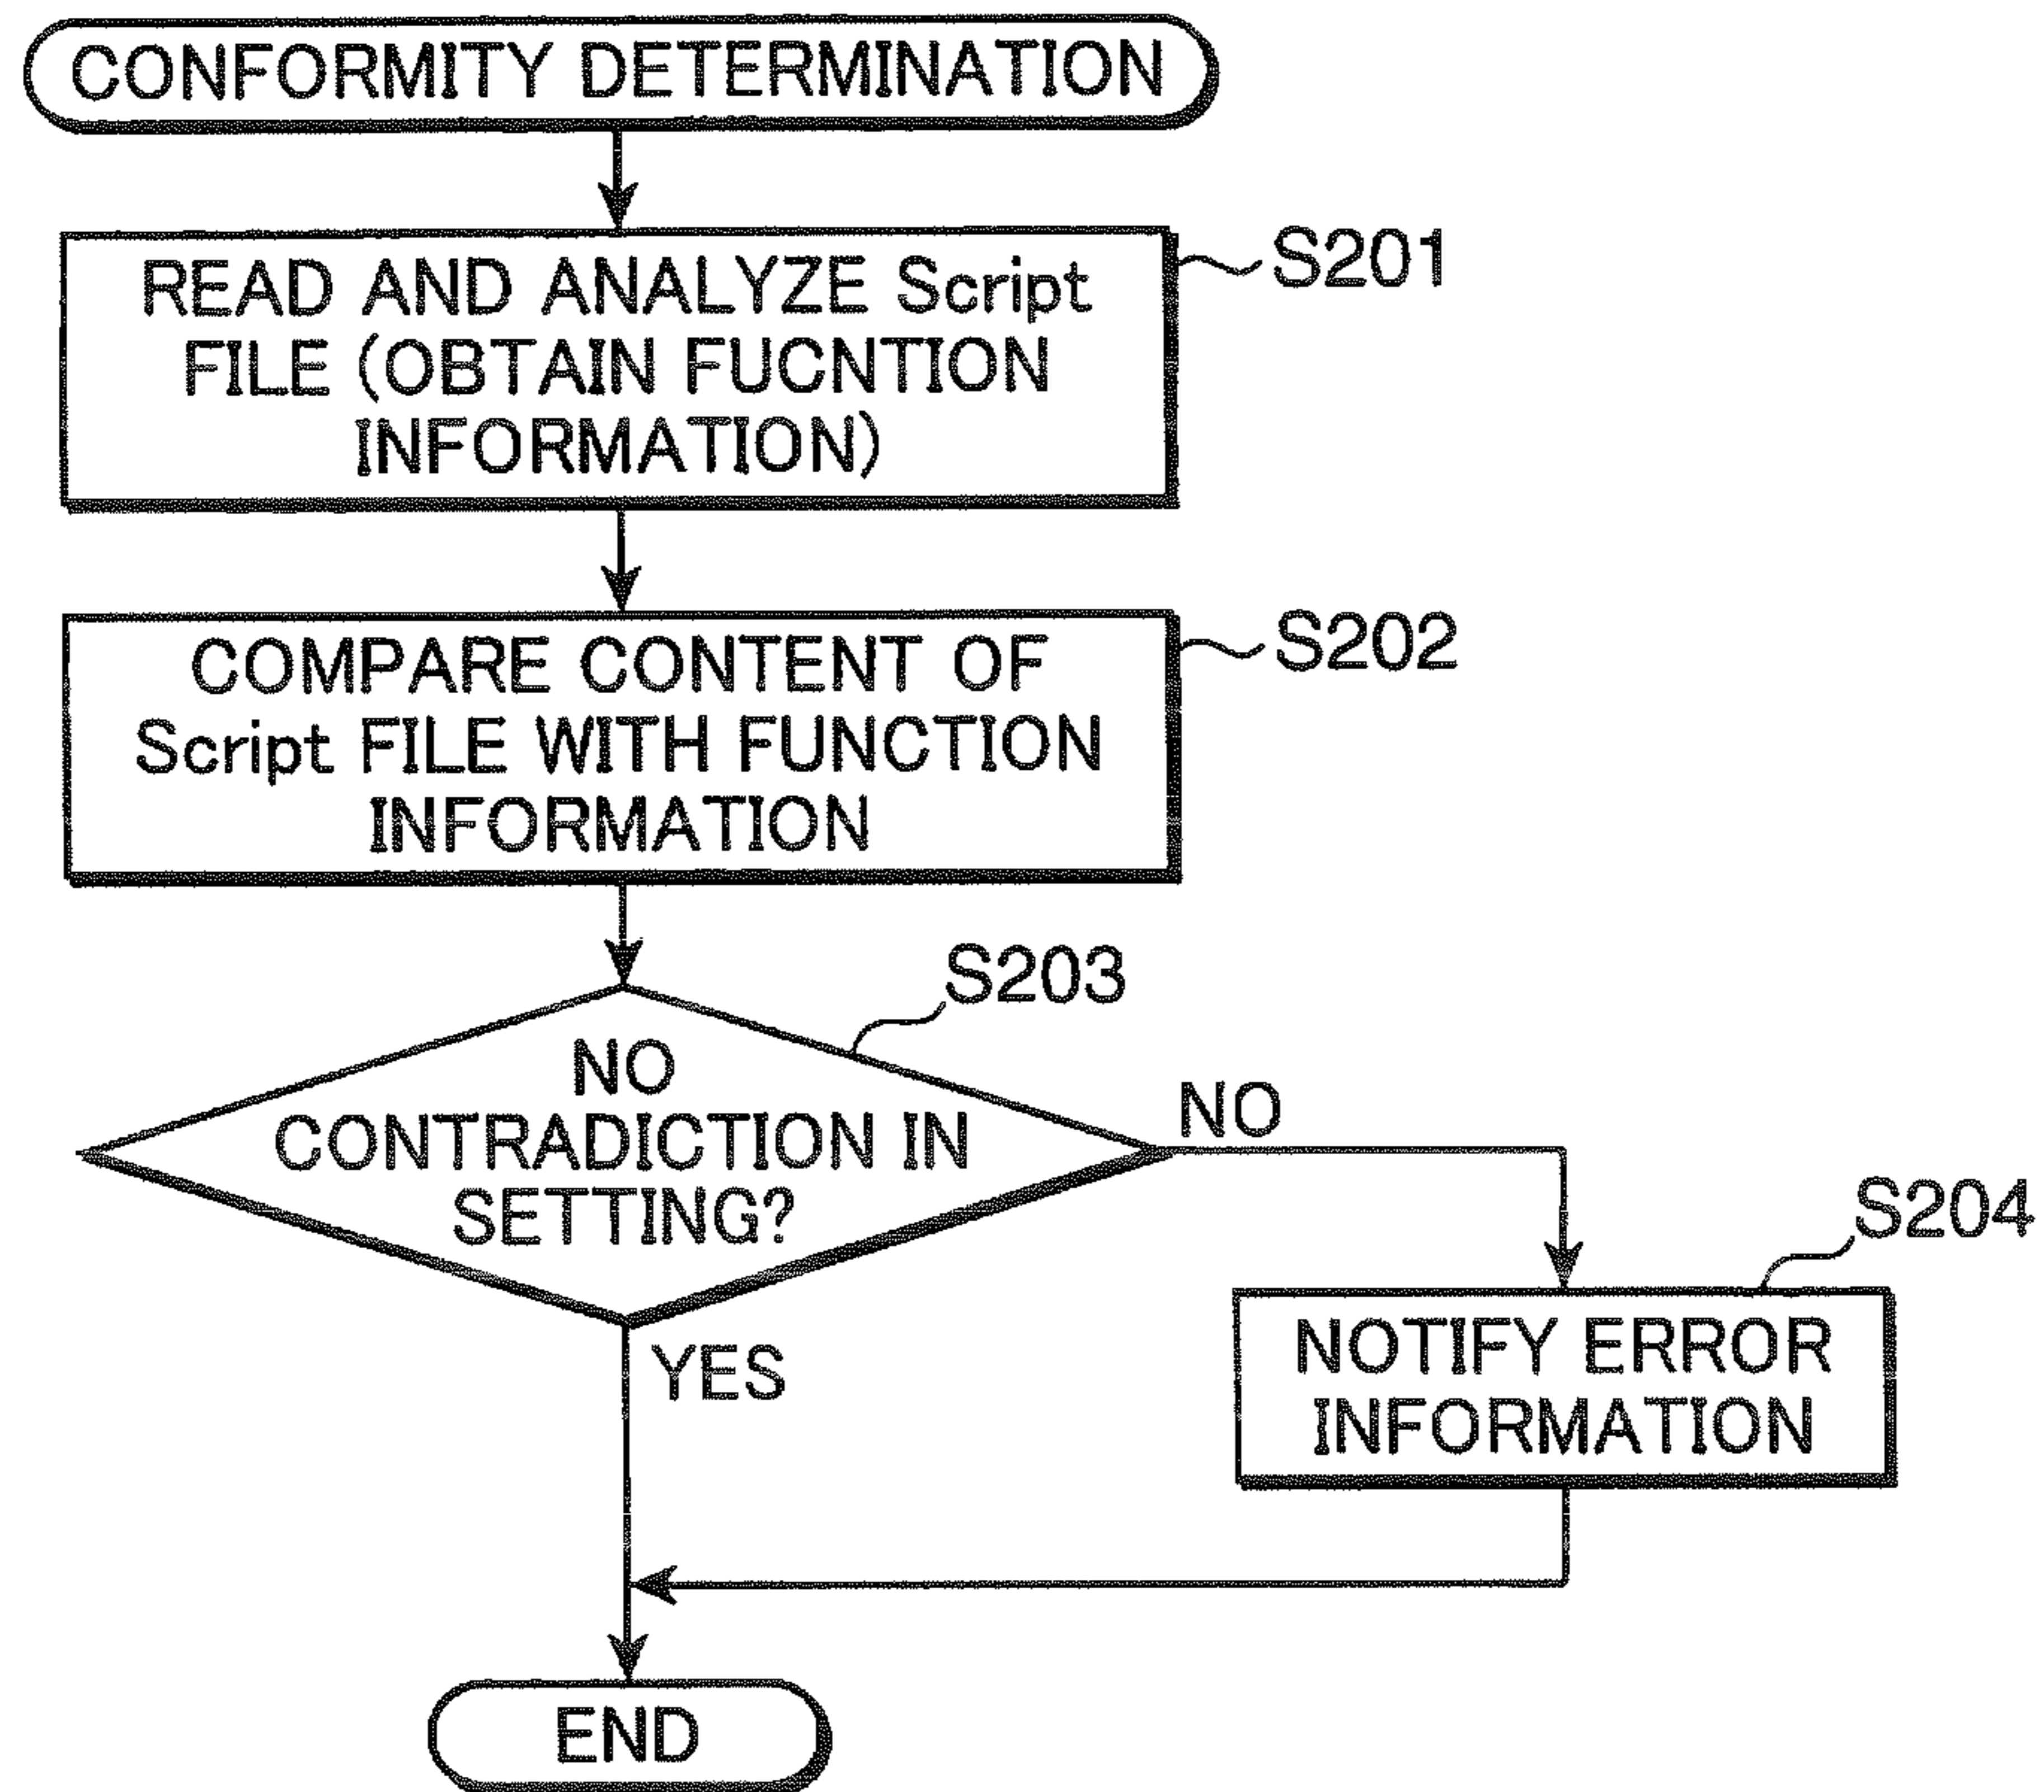 CONFORMITY DETERMINATION
S201
READ AND ANALYZE Script
FILE (OBTAIN FUCNTION
INFORMATION)
S202
COMPARE CONTENT OF
Script FILE WITH FUNCTION
INFORMATION
S203
NO
CONTRADICTION IN
SETTING?
NO
S204
NOTIFY ERROR
INFORMATION
YES
END